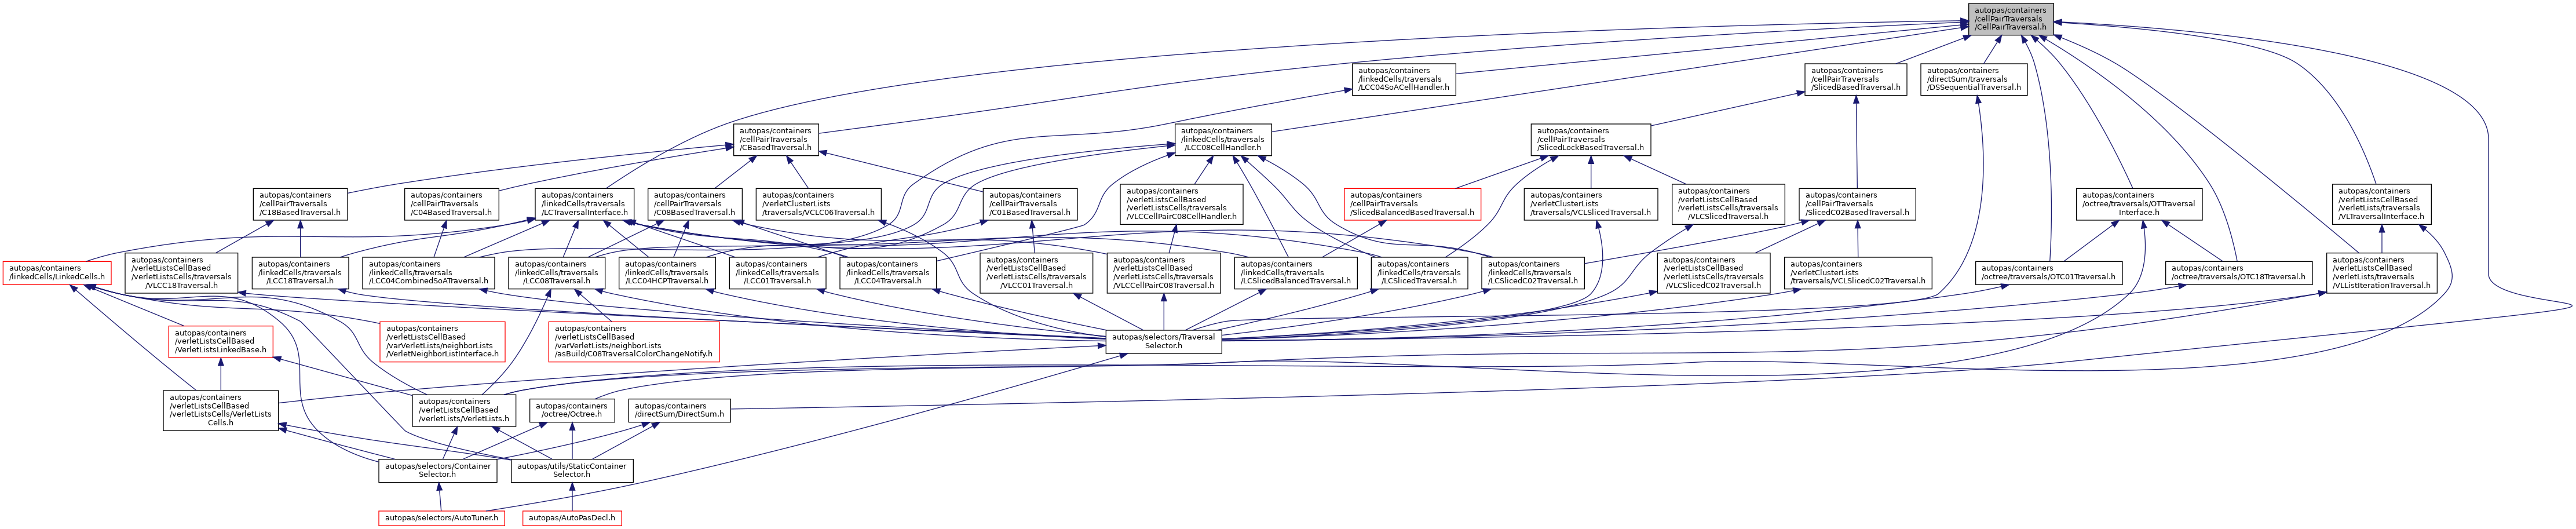 autopas/containers
/cellPairTraversals
/CellPairTraversal.h
autopas/containers
/linkedCells/traversals
/LCC04SoACellHandler.h
autopas/containers
/cellPairTraversals
/SlicedBasedTraversal.h
autopas/containers
/directSum/traversals
/DSSequentialTraversal.h
autopas/containers
/cellPairTraversals
/CBasedTraversal.h
autopas/containers
/linkedCells/traversals
/LCC08CellHandler.h
autopas/containers
/cellPairTraversals
/SlicedLockBasedTraversal.h
autopas/containers
/cellPairTraversals
/C18BasedTraversal.h
autopas/containers
/cellPairTraversals
/C04BasedTraversal.h
autopas/containers
/linkedCells/traversals
/LCTraversalInterface.h
autopas/containers
/cellPairTraversals
/C08BasedTraversal.h
autopas/containers
/verletClusterLists
/traversals/VCLC06Traversal.h
autopas/containers
/cellPairTraversals
/C01BasedTraversal.h
autopas/containers
/verletListsCellBased
/verletListsCells/traversals
/VLCCellPairC08CellHandler.h
autopas/containers
/cellPairTraversals
/SlicedBalancedBasedTraversal.h
autopas/containers
/verletClusterLists
/traversals/VCLSlicedTraversal.h
autopas/containers
/verletListsCellBased
/verletListsCells/traversals
/VLCSlicedTraversal.h
autopas/containers
/cellPairTraversals
/SlicedC02BasedTraversal.h
autopas/containers
/octree/traversals/OTTraversal
Interface.h
autopas/containers
/verletListsCellBased
/verletLists/traversals
/VLTraversalInterface.h
autopas/containers
/linkedCells/LinkedCells.h
autopas/containers
/verletListsCellBased
/verletListsCells/traversals
/VLCC18Traversal.h
autopas/containers
/linkedCells/traversals
/LCC18Traversal.h
autopas/containers
/linkedCells/traversals
/LCC04CombinedSoATraversal.h
autopas/containers
/linkedCells/traversals
/LCC08Traversal.h
autopas/containers
/linkedCells/traversals
/LCC04HCPTraversal.h
autopas/containers
/linkedCells/traversals
/LCC01Traversal.h
autopas/containers
/linkedCells/traversals
/LCC04Traversal.h
autopas/containers
/verletListsCellBased
/verletListsCells/traversals
/VLCC01Traversal.h
autopas/containers
/verletListsCellBased
/verletListsCells/traversals
/VLCCellPairC08Traversal.h
autopas/containers
/linkedCells/traversals
/LCSlicedBalancedTraversal.h
autopas/containers
/linkedCells/traversals
/LCSlicedTraversal.h
autopas/containers
/linkedCells/traversals
/LCSlicedC02Traversal.h
autopas/containers
/verletListsCellBased
/verletListsCells/traversals
/VLCSlicedC02Traversal.h
autopas/containers
/verletClusterLists
/traversals/VCLSlicedC02Traversal.h
autopas/containers
/octree/traversals/OTC01Traversal.h
autopas/containers
/octree/traversals/OTC18Traversal.h
autopas/containers
/verletListsCellBased
/verletLists/traversals
/VLListIterationTraversal.h
autopas/containers
/verletListsCellBased
/VerletListsLinkedBase.h
autopas/containers
/verletListsCellBased
/varVerletLists/neighborLists
/VerletNeighborListInterface.h
autopas/containers
/verletListsCellBased
/varVerletLists/neighborLists
/asBuild/C08TraversalColorChangeNotify.h
autopas/selectors/Traversal
Selector.h
autopas/containers
/verletListsCellBased
/verletListsCells/VerletLists
Cells.h
autopas/containers
/verletListsCellBased
/verletLists/VerletLists.h
autopas/containers
/octree/Octree.h
autopas/containers
/directSum/DirectSum.h
autopas/selectors/Container
Selector.h
autopas/utils/StaticContainer
Selector.h
autopas/selectors/AutoTuner.h
autopas/AutoPasDecl.h